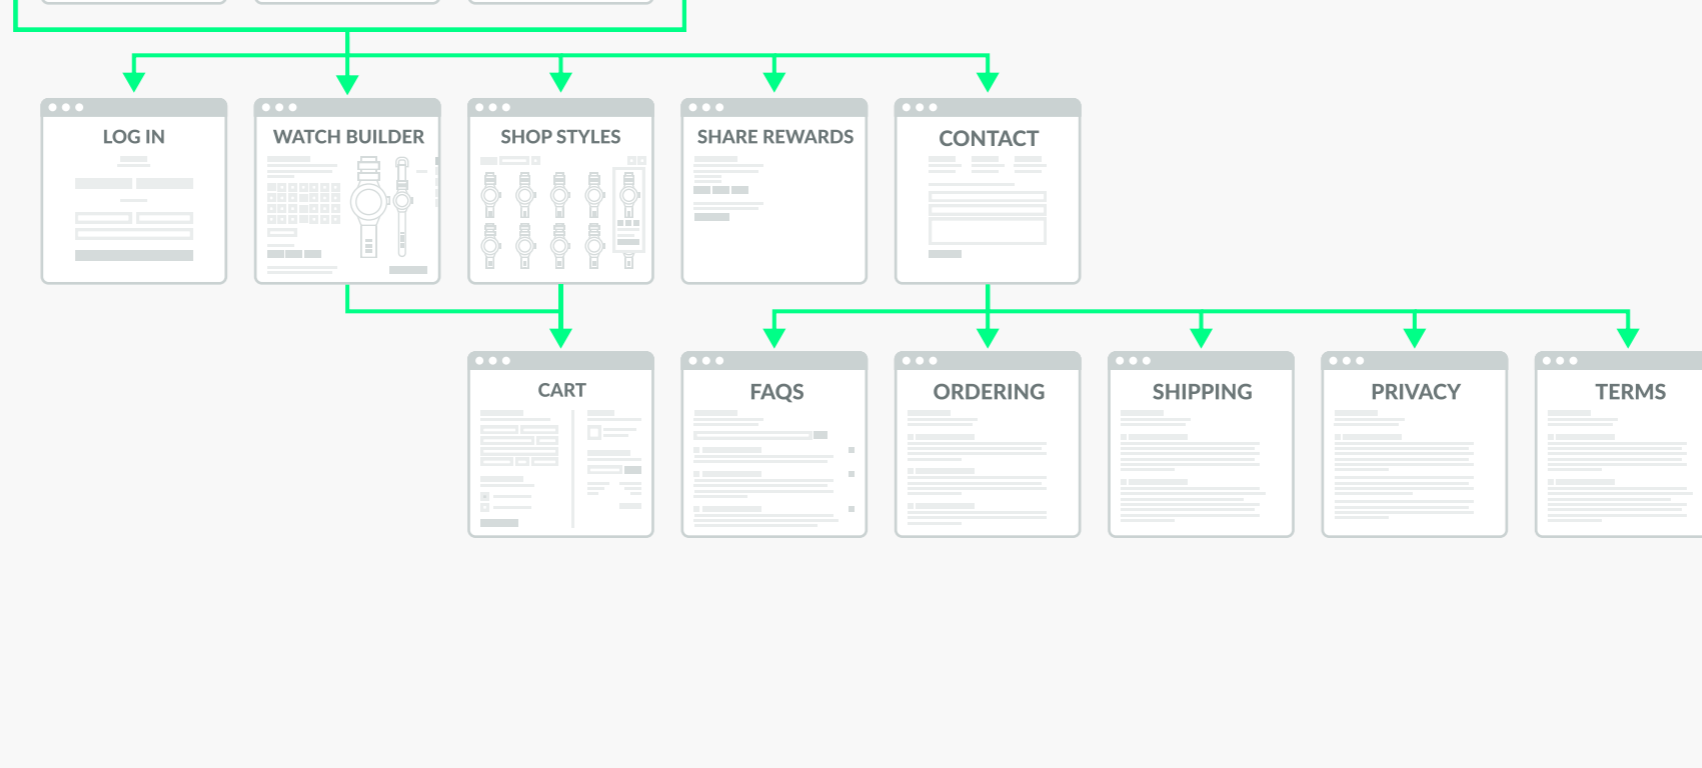 LOG IN
WATCH BUILDER
SHOP STYLES
SHARE REWARDS
CONTACT
CART
FAQS
ORDERING
SHIPPING
PRIVACY
TERMS